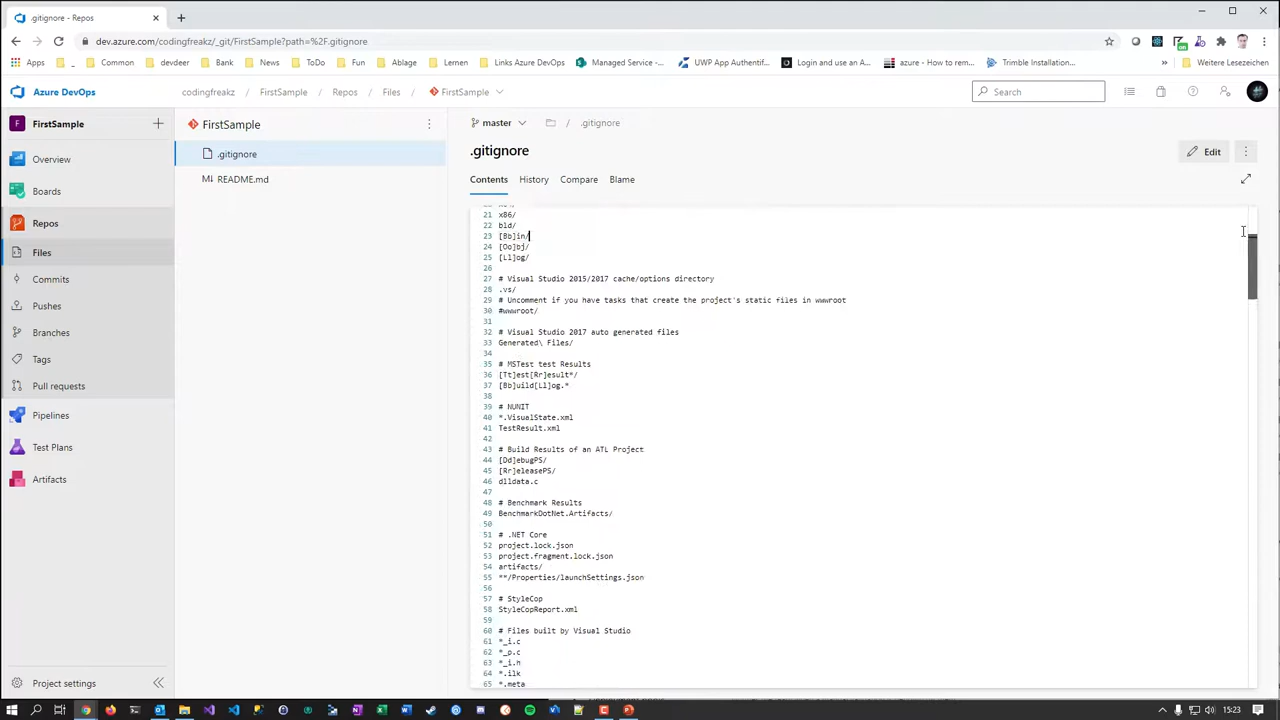 .gitignore - Repos
dev.azure.com/codingfreakz/_git/FirstSample?path=%2F.gitignore
Apps
_
Common
devdeer
Bank
News
ToDo
Fun
Ablage
Lernen
Links Azure DevOps
Managed Service -...
UWP App Authentif...
Login and use an A...
azure - How to rem...
Trimble Installation...
»
Weitere Lesezeichen
Azure DevOps
codingfreakz / FirstSample / Repos / Files / FirstSample
Search
F FirstSample
Overview
Boards
Repos
Files
Commits
Pushes
Branches
Tags
Pull requests
Pipelines
Test Plans
Artifacts
Project settings
FirstSample
.gitignore
README.md
master / .gitignore
.gitignore
Edit
Contents History Compare Blame
21 x86/
22 bld/
23 [Bb]in/
24 [Oo]bj/
25 [Ll]og/
26
27 # Visual Studio 2015/2017 cache/options directory
28 .vs/
29 # Uncomment if you have tasks that create the project's static files in wwwroot
30 #wwwroot/
31
32 # Visual Studio 2017 auto generated files
33 Generated\ Files/
34
35 # MSTest test Results
36 [Tt]est[Rr]esult*/
37 [Bb]uild[Ll]og.*
38
39 # NUNIT
40 *.VisualState.xml
41 TestResult.xml
42
43 # Build Results of an ATL Project
44 [Dd]ebugPS/
45 [Rr]eleasePS/
46 dlldata.c
47
48 # Benchmark Results
49 BenchmarkDotNet.Artifacts/
50
51 # .NET Core
52 project.lock.json
53 project.fragment.lock.json
54 artifacts/
55 **/Properties/launchSettings.json
56
57 # StyleCop
58 StyleCopReport.xml
59
60 # Files built by Visual Studio
61 *_i.c
62 *_p.c
63 *_i.h
64 *.ilk
65 *.meta
15:23